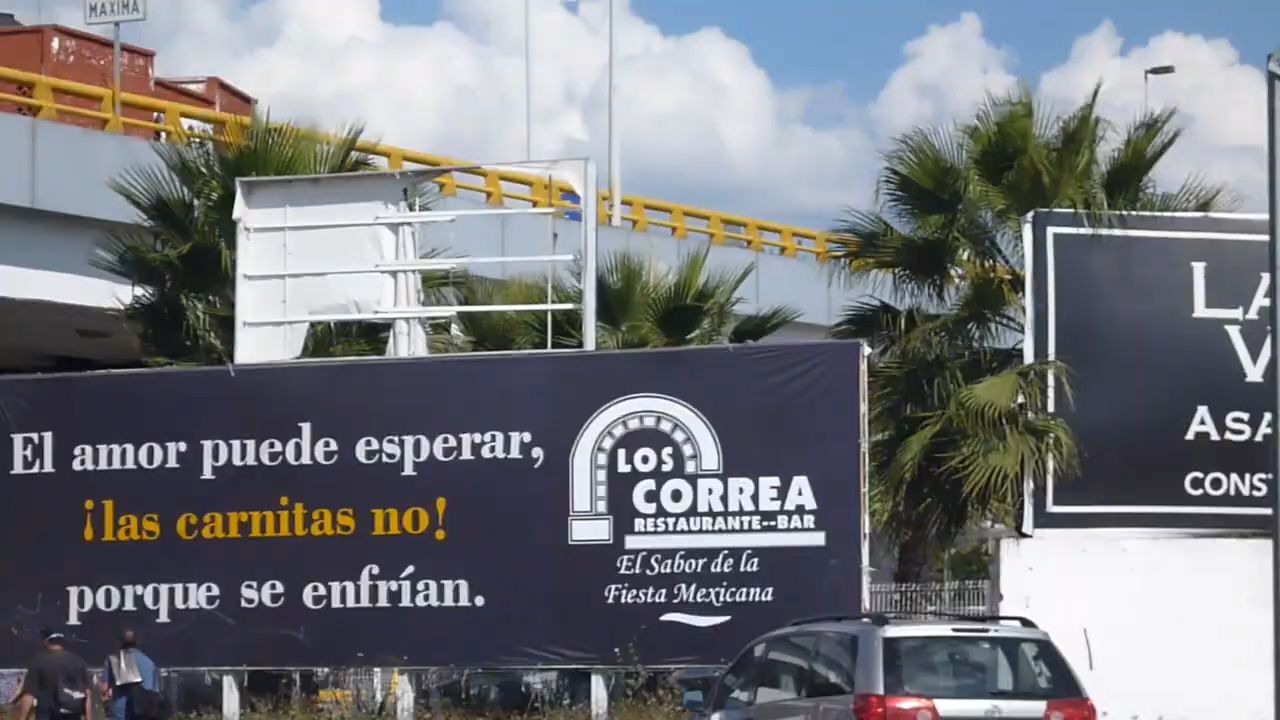 MAXIMA
El amor puede esperar,
¡las carnitas no!
porque se enfrían.
LOS
CORREA
RESTAURANTE--BAR
El Sabor de la
Fiesta Mexicana
LA
V
ASA
CONS